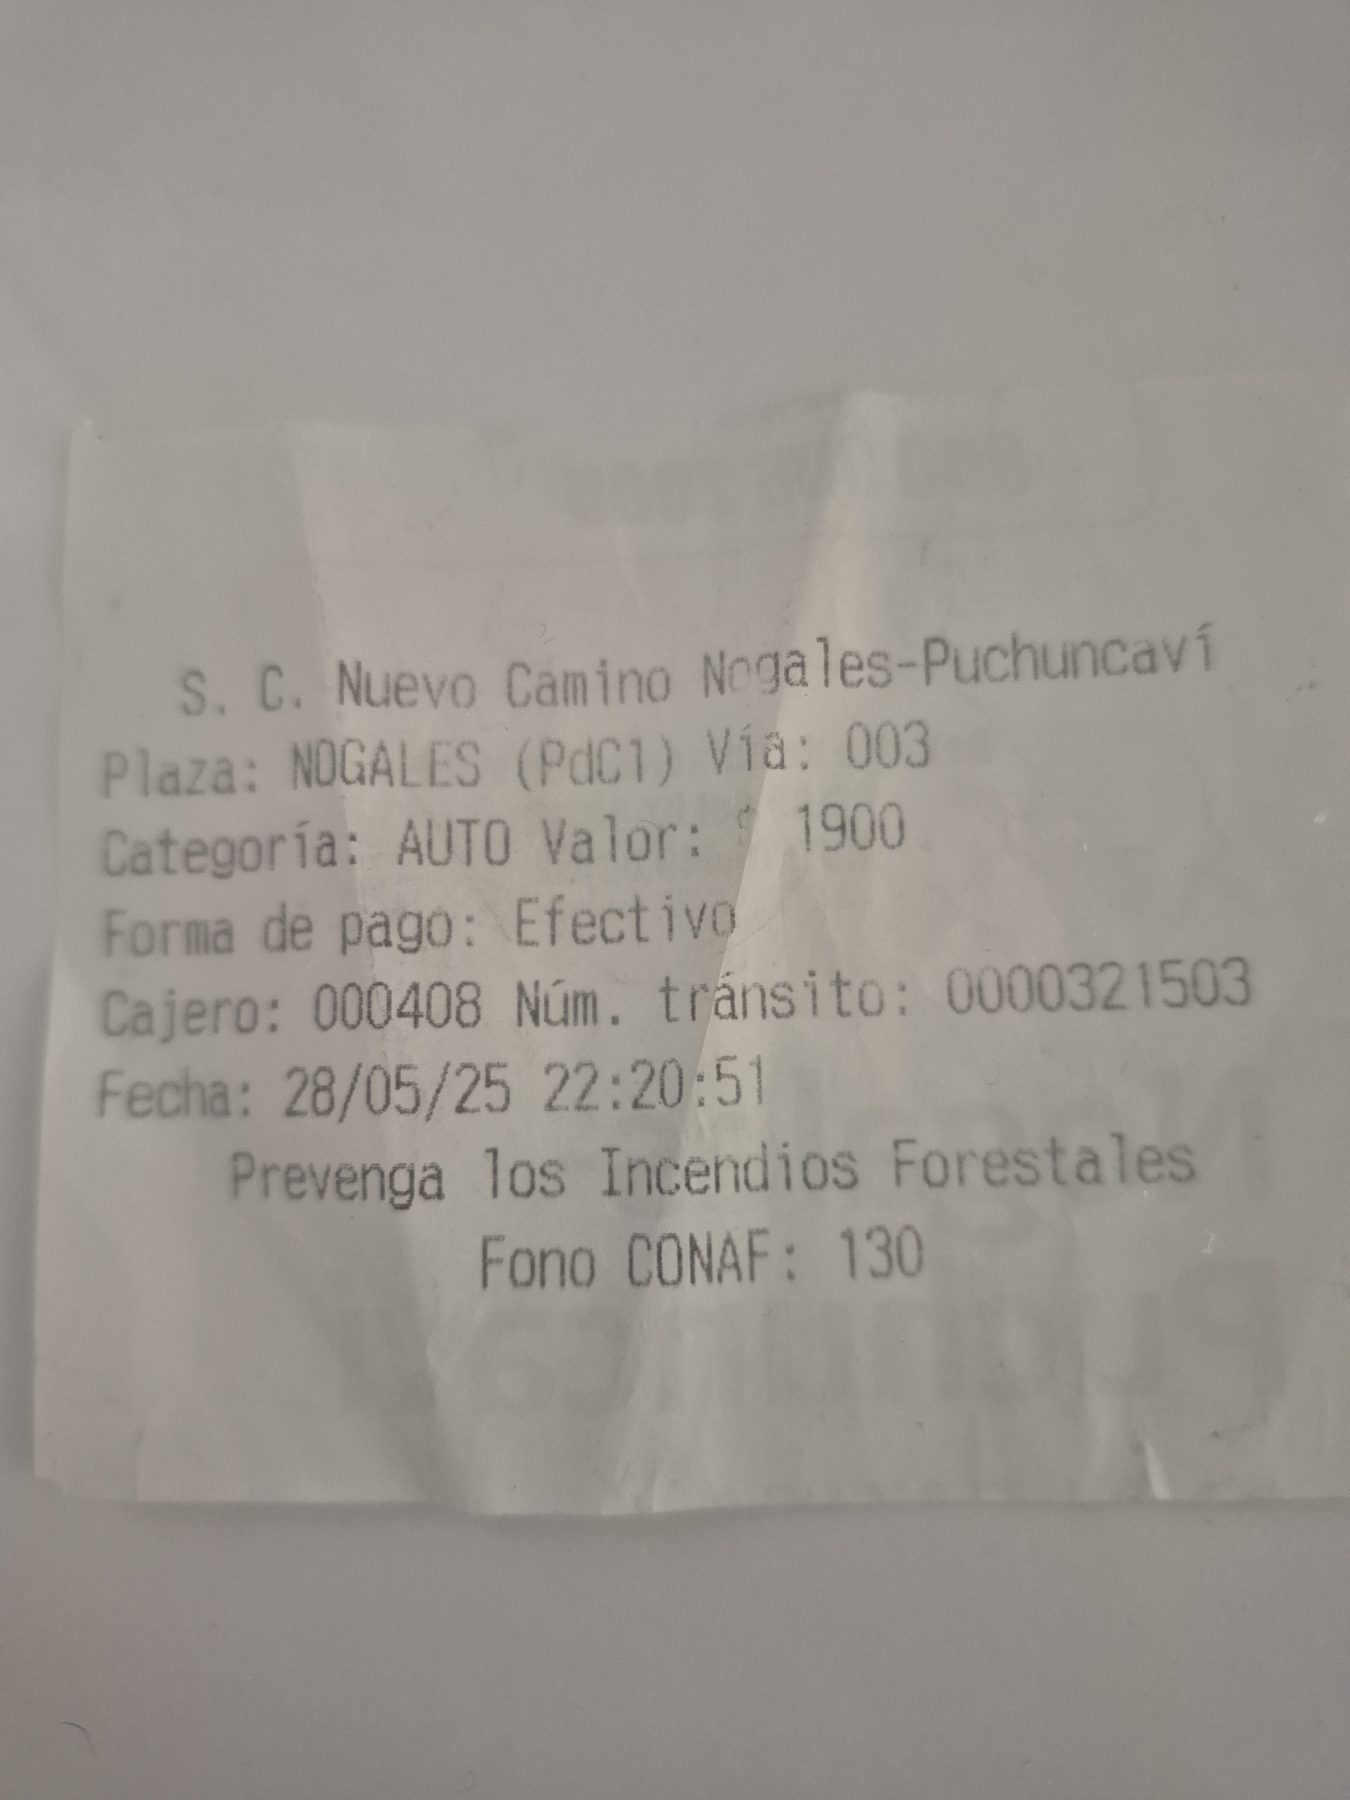 S. C. Nuevo Camino Nogales-Puchuncaví
Plaza: NOGALES (PdC1) Vía: 003
Categoría: AUTO Valor: $ 1900
Forma de pago: Efectivo
Cajero: 000408 Núm. tránsito: 0000321503
Fecha: 28/05/25 22:20:51
Prevenga los Incendios Forestales
Fono CONAF: 130